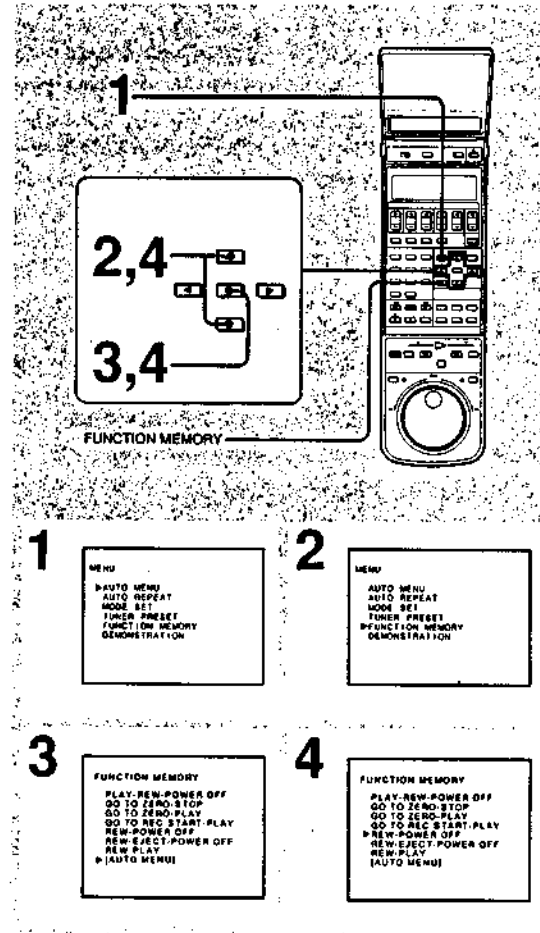 1
2,4
3,4
FUNCTION MEMORY
1
MENU
▶AUTO MENU
AUTO REPEAT
MODE SET
TUNER PRESET
FUNCTION MEMORY
DEMONSTRATION
2
MENU
AUTO MENU
AUTO REPEAT
MODE SET
TUNER PRESET
▶FUNCTION MEMORY
DEMONSTRATION
3
FUNCTION MEMORY
PLAY-REW-POWER OFF
GO TO ZERO-STOP
GO TO ZERO-PLAY
GO TO REC START-PLAY
REW-POWER OFF
REW-EJECT-POWER OFF
REW PLAY
▶[AUTO MENU]
4
FUNCTION MEMORY
PLAY-REW-POWER OFF
GO TO ZERO-STOP
GO TO ZERO-PLAY
GO TO REC START-PLAY
▶REW-POWER OFF
REW-EJECT-POWER OFF
REW-PLAY
[AUTO MENU]